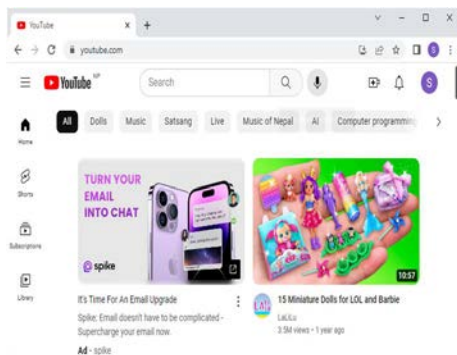 YouTube
youtube.com
YouTube NP
Search
S
All
Dolls
Music
Satsang
Live
Music of Nepal
AI
Computer programming
Home
Shorts
Subscriptions
Library
TURN YOUR
EMAIL
INTO CHAT
spike
10:57
It's Time For An Email Upgrade
Spike: Email doesn't have to be complicated -
Supercharge your email now.
Ad - spike
15 Miniature Dolls for LOL and Barbie
LaLiLu
3.5M views - 1 year ago